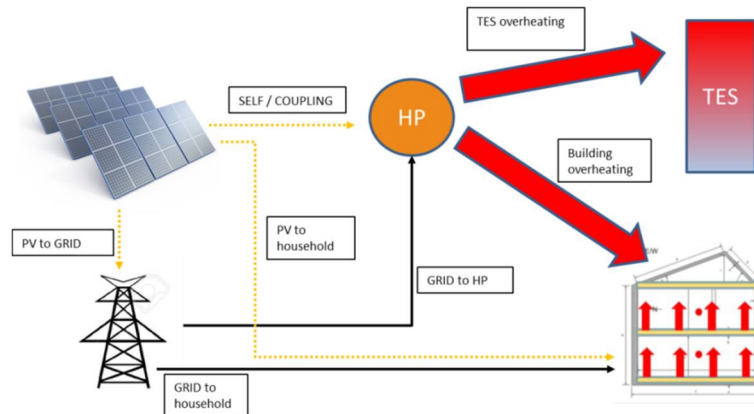 TES overheating
SELF / COUPLING
HP
TES
Building
overheating
PV to GRID
PV to
household
GRID to HP
GRID to
household